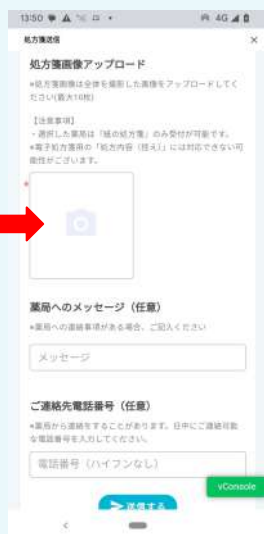 13:50
4G
処方箋送信
×
処方箋画像アップロード
*処方箋画像は全体を撮影した画像をアップロードしてく
ださい(最大10枚)
【注意事項】
・選択した薬局は「紙の処方箋」のみ受付が可能です。
*電子処方箋用の「処方内容（控え）」には対応できない可
能性がございます。
*
薬局へのメッセージ（任意）
*薬局への連絡事項がある場合、ご記入ください
メッセージ
ご連絡先電話番号（任意）
*薬局から連絡をすることがあります。日中にご連絡可能
な電話番号を入力してください。
電話番号（ハイフンなし）
vConsole
送信する